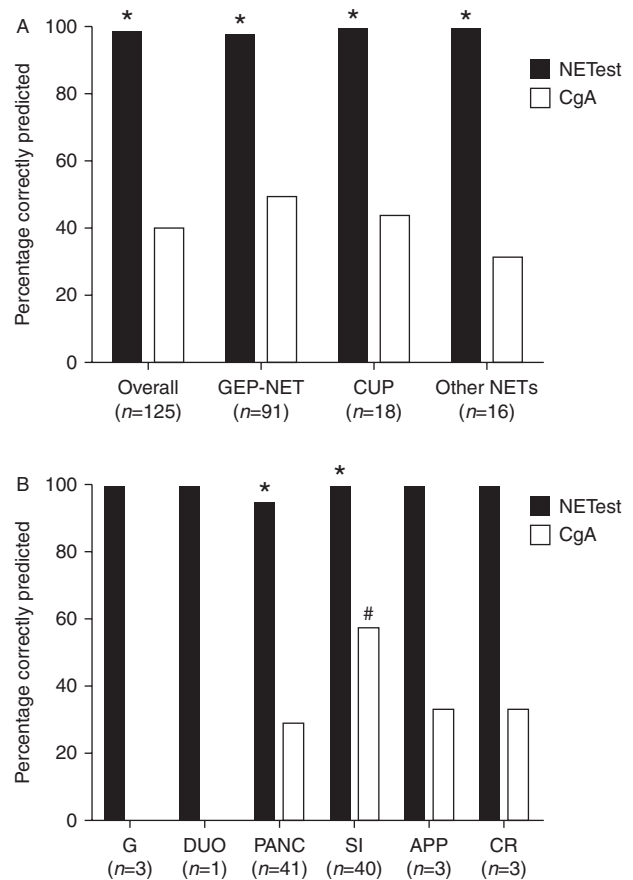 A
100
80
60
40
20
0
Percentage correctly predicted
* * * *
NETest
CgA
Overall GEP-NET CUP Other NETs
(n=125) (n=91) (n=18) (n=16)
B
100
80
60
40
20
0
Percentage correctly predicted
* *
#
NETest
CgA
G DUO PANC SI APP CR
(n=3) (n=1) (n=41) (n=40) (n=3) (n=3)